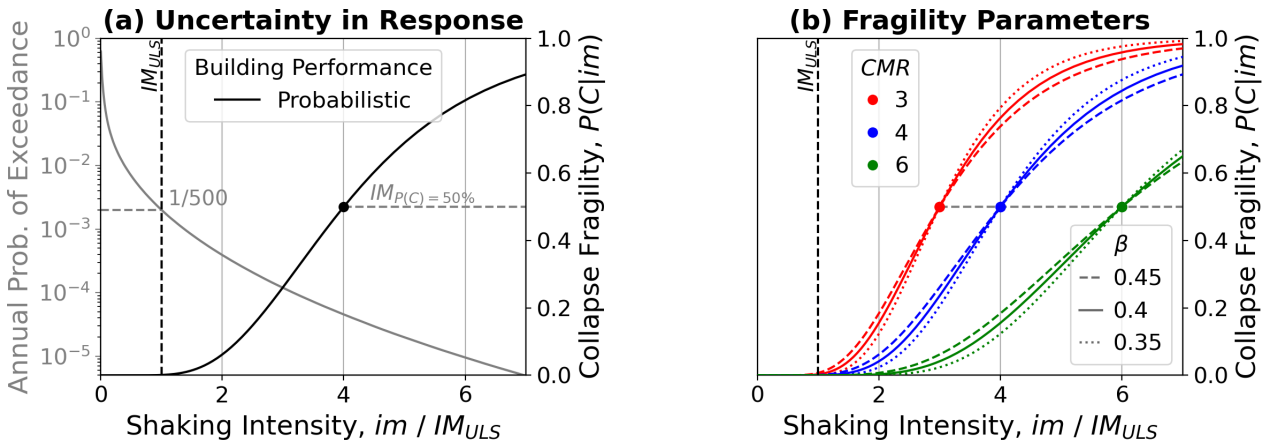 (a) Uncertainty in Response
Annual Prob. of Exceedance
10⁰
10⁻¹
10⁻²
10⁻³
10⁻⁴
10⁻⁵
IM_ULS
Building Performance
Probabilistic
1/500
IM_P(C)=50%
1.0
0.8
0.6
0.4
0.2
0.0
Collapse Fragility, P(C|im)
0 2 4 6
Shaking Intensity, im / IM_ULS
(b) Fragility Parameters
IM_ULS
CMR
3
4
6
β
0.45
0.4
0.35
1.0
0.8
0.6
0.4
0.2
0.0
Collapse Fragility, P(C|im)
0 2 4 6
Shaking Intensity, im / IM_ULS